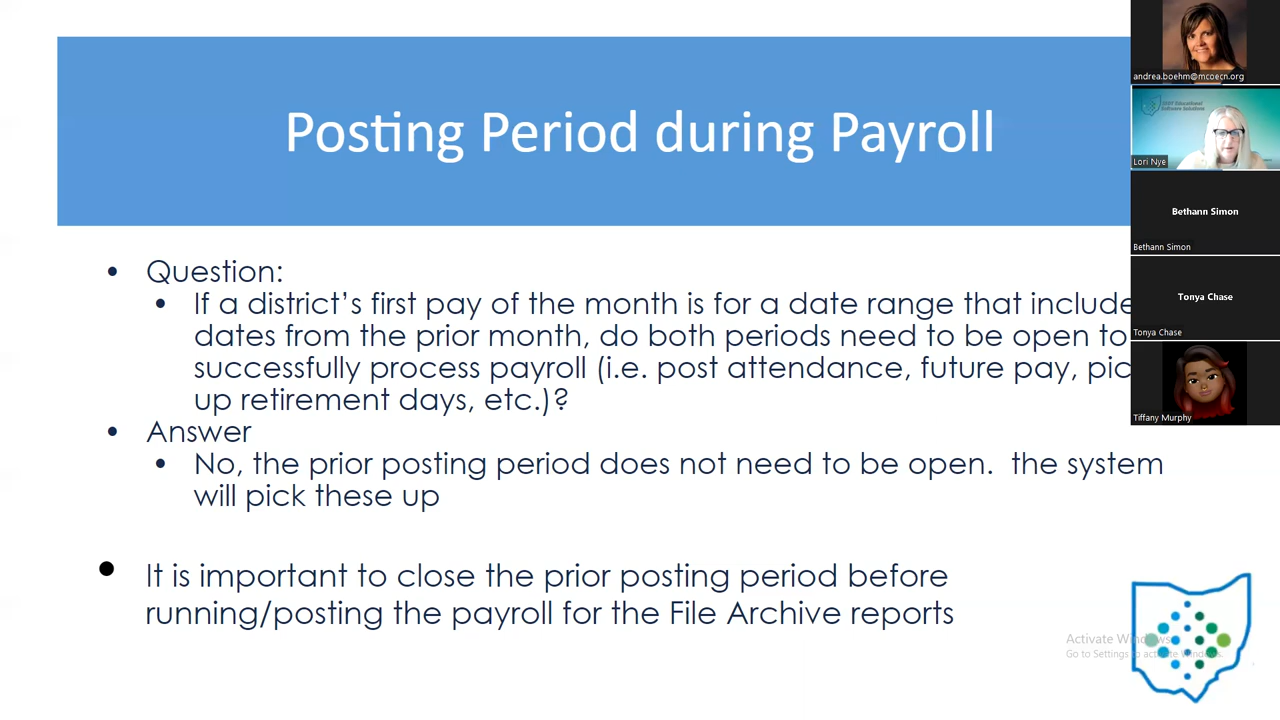 Posting Period during Payroll
• Question:
• If a district's first pay of the month is for a date range that include
dates from the prior month, do both periods need to be open to
successfully process payroll (i.e. post attendance, future pay, pic
up retirement days, etc.)?
• Answer
• No, the prior posting period does not need to be open.  the system
will pick these up
• It is important to close the prior posting period before
running/posting the payroll for the File Archive reports
andrea.boehm@mcoecn.org
Lori Nye
Bethann Simon
Bethann Simon
Tonya Chase
Tonya Chase
Tiffany Murphy
Activate Windows
Go to Settings to activate Windows.